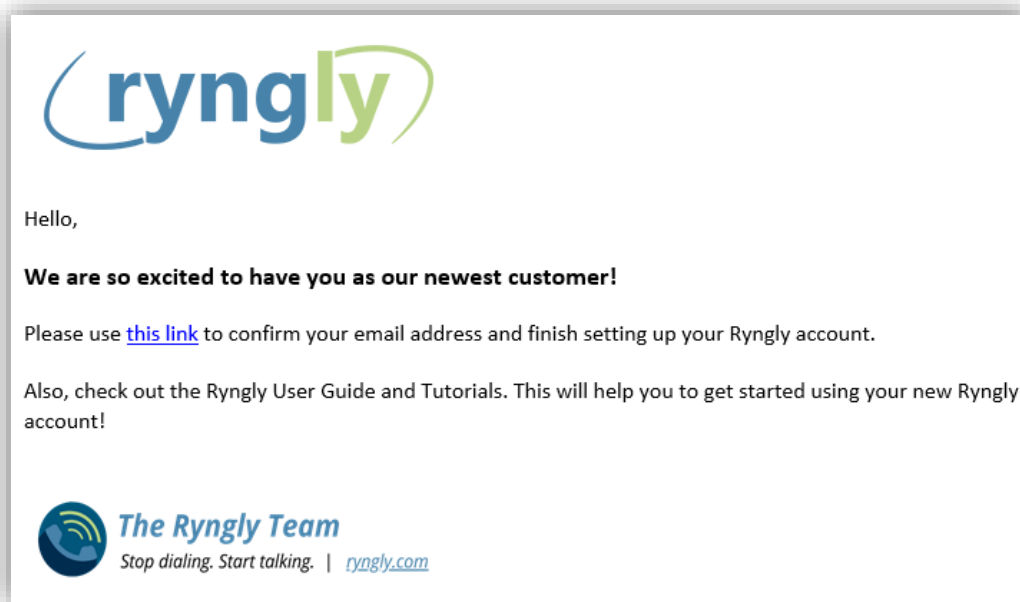 ryngly
Hello,
We are so excited to have you as our newest customer!
Please use this link to confirm your email address and finish setting up your Ryngly account.
Also, check out the Ryngly User Guide and Tutorials. This will help you to get started using your new Ryngly
account!
The Ryngly Team
Stop dialing. Start talking. | ryngly.com